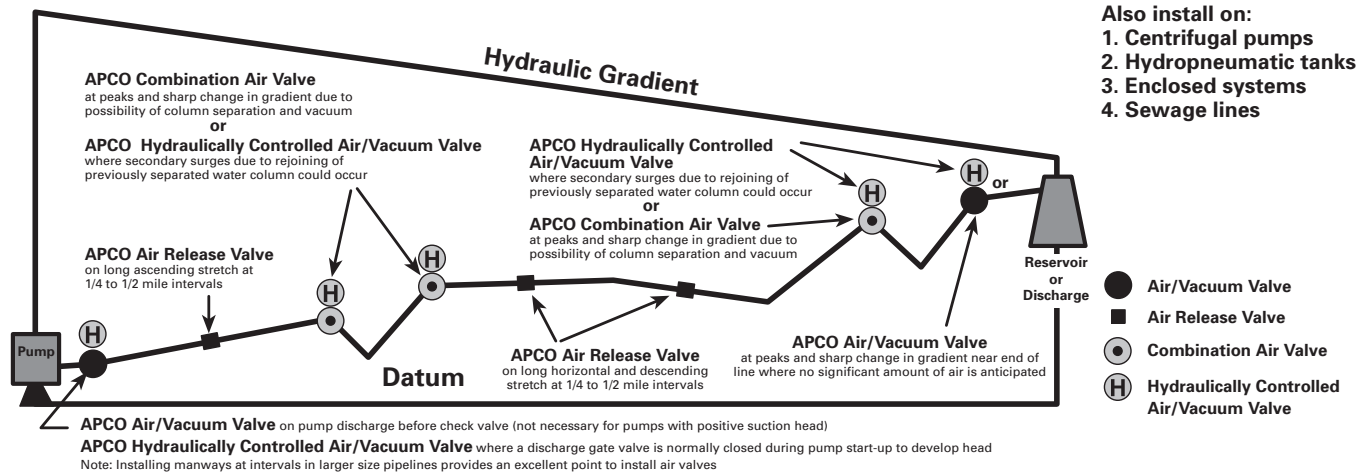 Hydraulic Gradient
Also install on:
1. Centrifugal pumps
2. Hydropneumatic tanks
3. Enclosed systems
4. Sewage lines
APCO Combination Air Valve
at peaks and sharp change in gradient due to
possibility of column separation and vacuum
or
APCO Hydraulically Controlled Air/Vacuum Valve
where secondary surges due to rejoining of
previously separated water column could occur
APCO Hydraulically Controlled
Air/Vacuum Valve
where secondary surges due to rejoining of
previously separated water column could occur
or
APCO Combination Air Valve
at peaks and sharp change in gradient due to
possibility of column separation and vacuum
H
H
or
APCO Air Release Valve
on long ascending stretch at
1/4 to 1/2 mile intervals
H
H
H
Pump
Datum
APCO Air Release Valve
on long horizontal and descending
stretch at 1/4 to 1/2 mile intervals
APCO Air/Vacuum Valve
at peaks and sharp change in gradient near end of
line where no significant amount of air is anticipated
Reservoir
or
Discharge
Air/Vacuum Valve
Air Release Valve
Combination Air Valve
H Hydraulically Controlled
Air/Vacuum Valve
APCO Air/Vacuum Valve on pump discharge before check valve (not necessary for pumps with positive suction head)
APCO Hydraulically Controlled Air/Vacuum Valve where a discharge gate valve is normally closed during pump start-up to develop head
Note: Installing manways at intervals in larger size pipelines provides an excellent point to install air valves